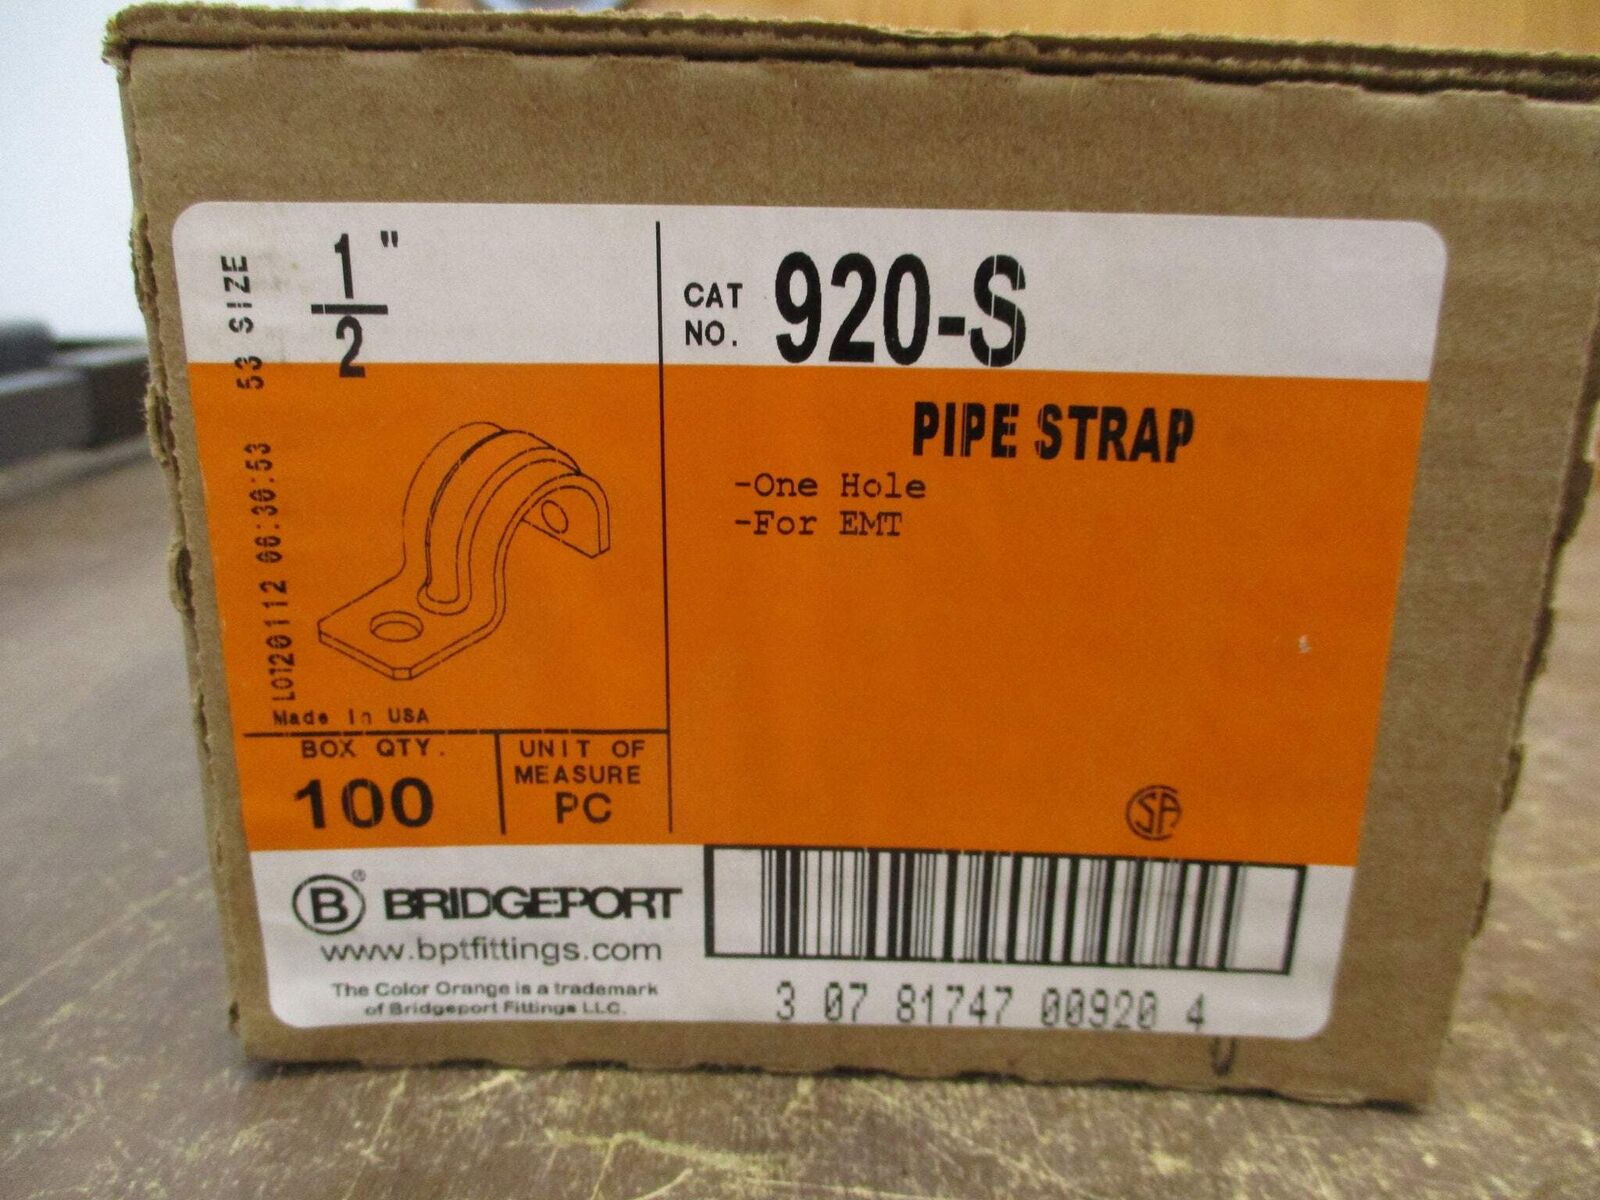 53 SIZE
1"
2
CAT
NO. 920-S
PIPE STRAP
-One Hole
-For EMT
L0120112 06:30:53
Made In USA
BOX QTY.
100
UNIT OF
MEASURE
PC
SA
B® BRIDGEPORT
www.bptfittings.com
The Color Orange is a trademark
of Bridgeport Fittings LLC.
3 07 81747 00920 4